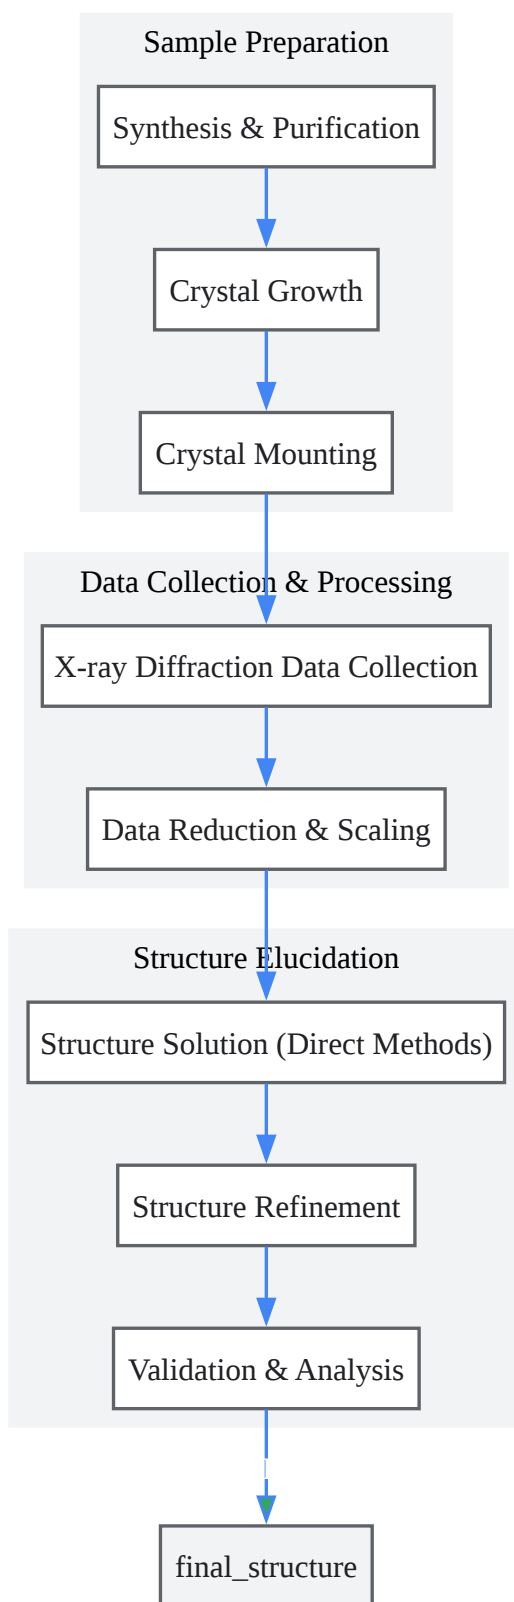 Sample Preparation
Synthesis & Purification
Crystal Growth
Crystal Mounting
Data Collection & Processing
X-ray Diffraction Data Collection
Data Reduction & Scaling
Structure Elucidation
Structure Solution (Direct Methods)
Structure Refinement
Validation & Analysis
final_structure